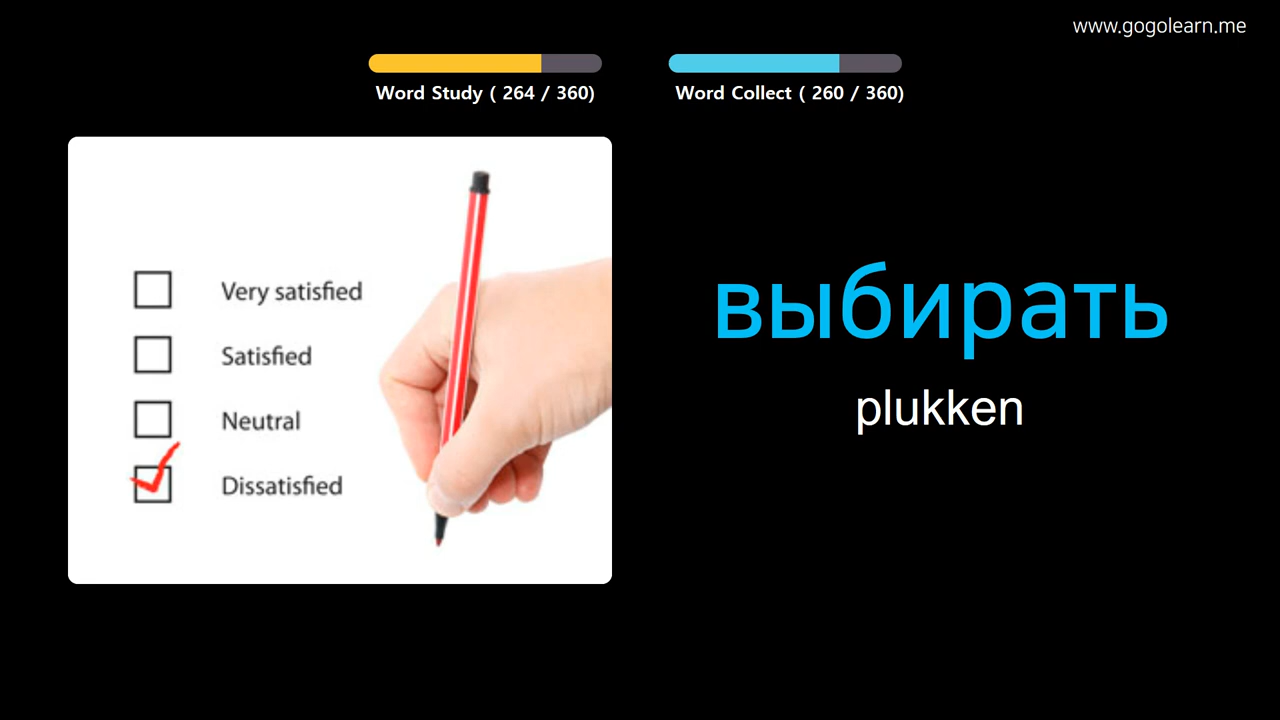 www.gogolearn.me
Word Study ( 264 / 360)
Word Collect ( 260 / 360)
Very satisfied
Satisfied
Neutral
Dissatisfied
выбирать
plukken